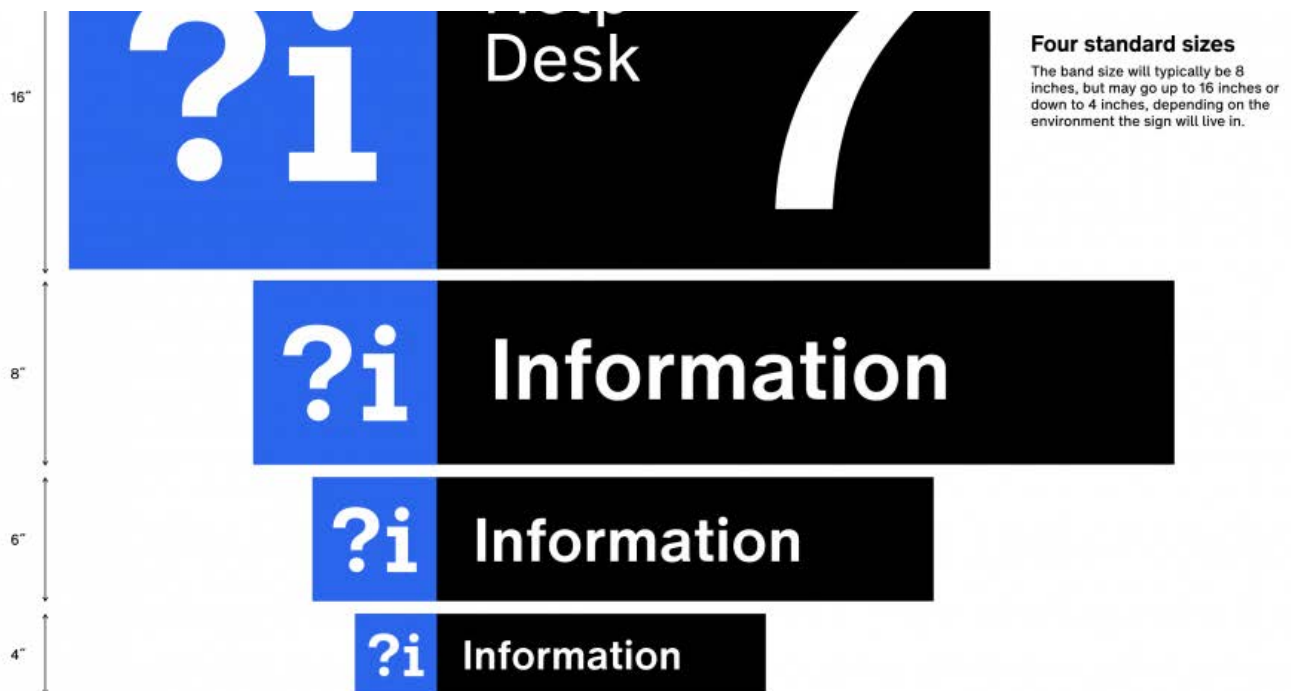 ?i
Help
Desk
7
16"
Four standard sizes
The band size will typically be 8
inches, but may go up to 16 inches or
down to 4 inches, depending on the
environment the sign will live in.
8"
?i
Information
6"
?i
Information
4"
?i
Information